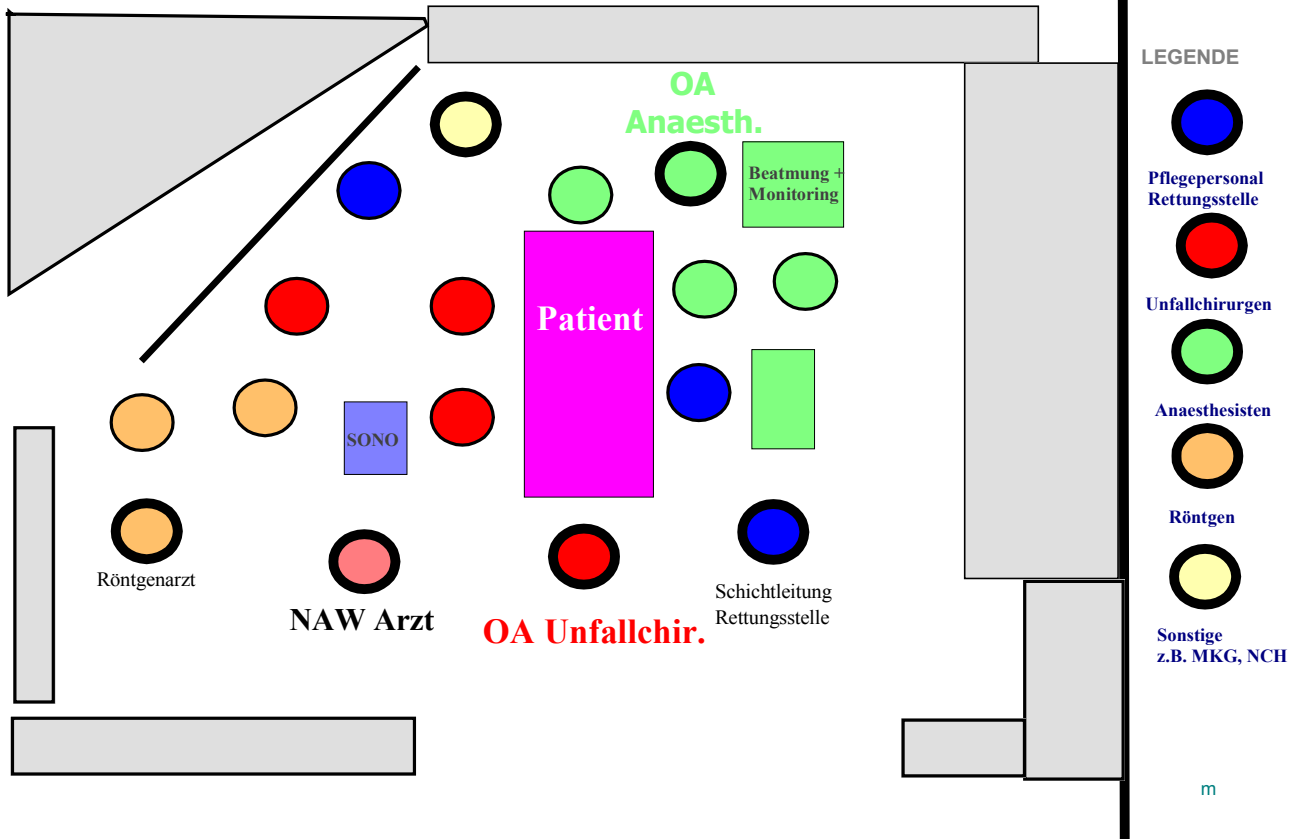 OA
Anaesth.
Beatmung +
Monitoring
Patient
SONO
Röntgenarzt
NAW Arzt
OA Unfallchir.
Schichtleitung
Rettungsstelle
LEGENDE
Pflegepersonal
Rettungsstelle
Unfallchirurgen
Anaesthesisten
Röntgen
Sonstige
z.B. MKG, NCH
m